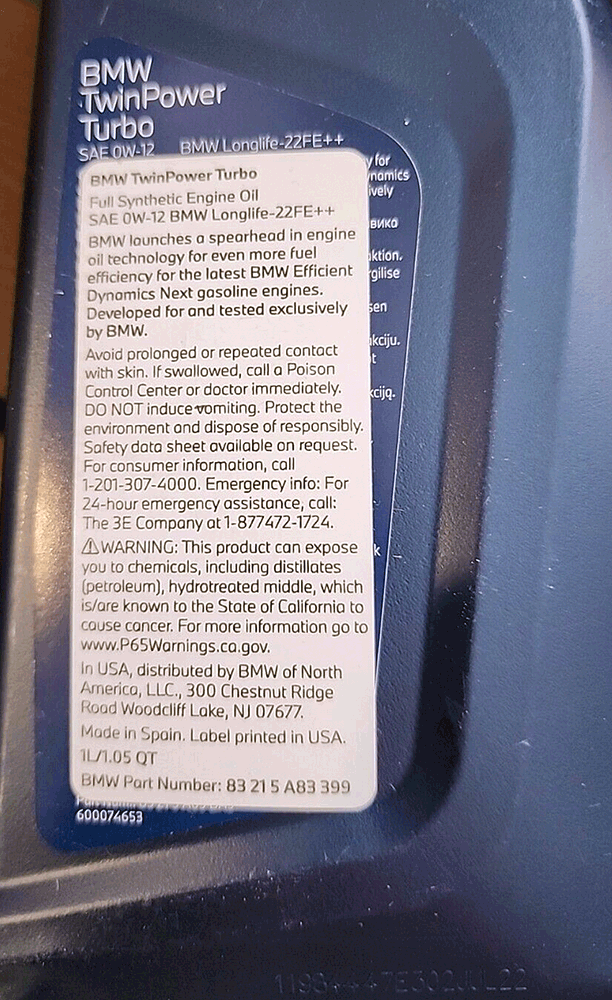 BMW
TwinPower
Turbo
SAE 0W-12 BMW Longlife-22FE++
BMW TwinPower Turbo
Full Synthetic Engine Oil
SAE 0W-12 BMW Longlife-22FE++
BMW launches a spearhead in engine
oil technology for even more fuel
efficiency for the latest BMW Efficient
Dynamics Next gasoline engines.
Developed for and tested exclusively
by BMW.
Avoid prolonged or repeated contact
with skin. If swallowed, call a Poison
Control Center or doctor immediately.
DO NOT induce vomiting. Protect the
environment and dispose of responsibly.
Safety data sheet available on request.
For consumer information, call
1-201-307-4000. Emergency info: For
24-hour emergency assistance, call:
The 3E Company at 1-877472-1724.
⚠WARNING: This product can expose
you to chemicals, including distillates
(petroleum), hydrotreated middle, which
is/are known to the State of California to
cause cancer. For more information go to
www.P65Warnings.ca.gov.
In USA, distributed by BMW of North
America, LLC., 300 Chestnut Ridge
Road Woodcliff Lake, NJ 07677.
Made in Spain. Label printed in USA.
1L/1.05 QT
BMW Part Number: 83 21 5 A83 399
600074653
y for
namics
ively
вика
ktion.
rgilise
sen
kciju.
t
kciją.
k